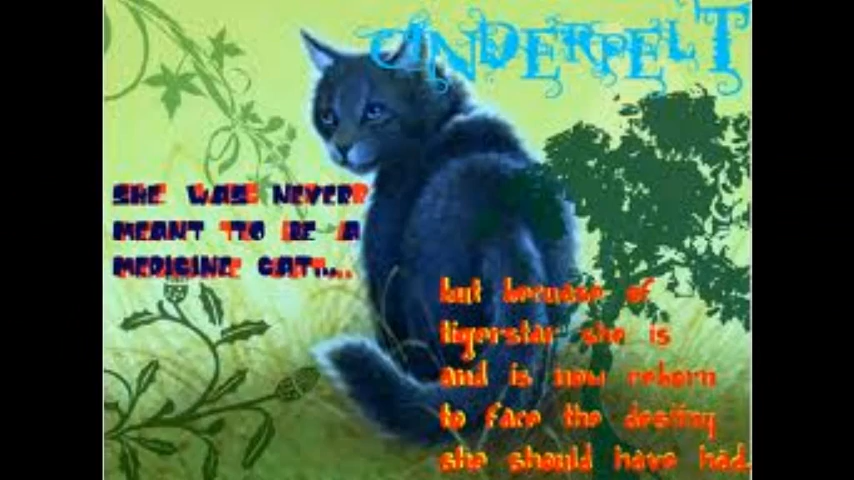 CINDERPELT
SHE WAS NEVER
MEANT TO BE A
MEDICINE CAT....
but because of
tigerstar she is
and is now reborn
to face the desitny
she should have had.